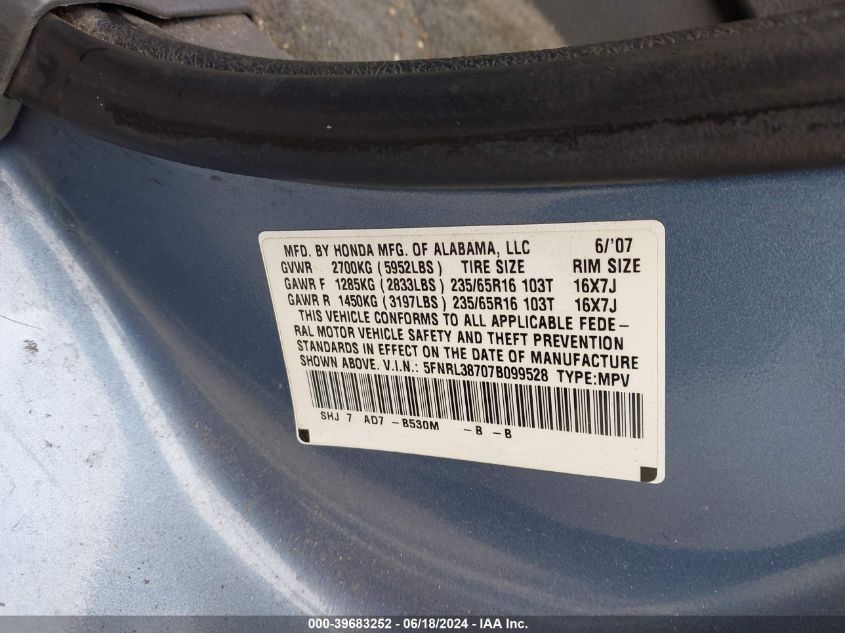 MFD. BY HONDA MFG. OF ALABAMA, LLC 6/'07
GVWR 2700KG (5952LBS) TIRE SIZE RIM SIZE
GAWR F 1285KG (2833LBS) 235/65R16 103T 16X7J
GAWR R 1450KG (3197LBS) 235/65R16 103T 16X7J
THIS VEHICLE CONFORMS TO ALL APPLICABLE FEDE-
RAL MOTOR VEHICLE SAFETY AND THEFT PREVENTION
STANDARDS IN EFFECT ON THE DATE OF MANUFACTURE
SHOWN ABOVE. V.I.N.: 5FNRL38707B099528 TYPE:MPV
SHJ 7 AD7 -B530M -B -B
000-39683252 - 06/18/2024 - IAA Inc.